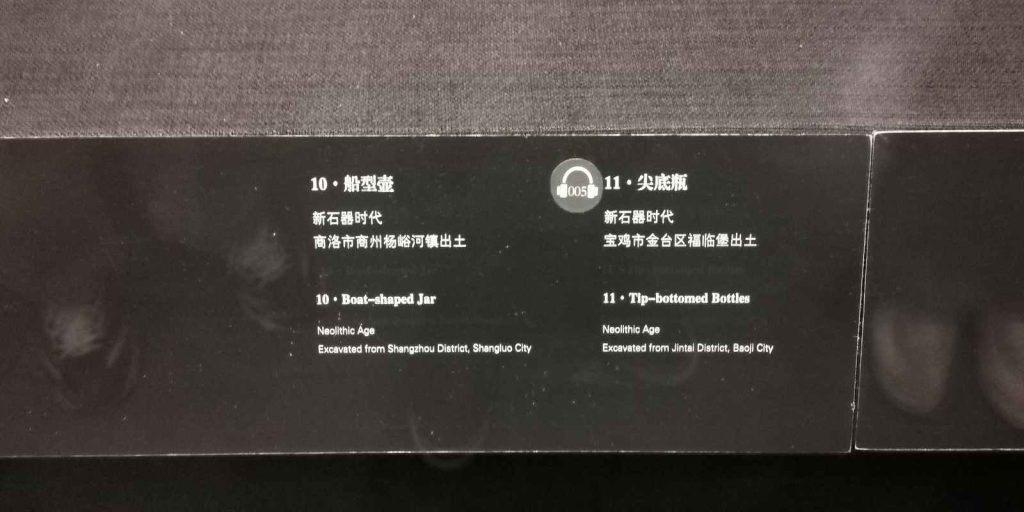 10·船型壶
新石器时代
商洛市商州杨峪河镇出土
10·Boat-shaped Jar
Neolithic Age
Excavated from Shangzhou District, Shangluo City
005
11·尖底瓶
新石器时代
宝鸡市金台区福临堡出土
11·Tip-bottomed Bottles
Neolithic Age
Excavated from Jintai District, Baoji City